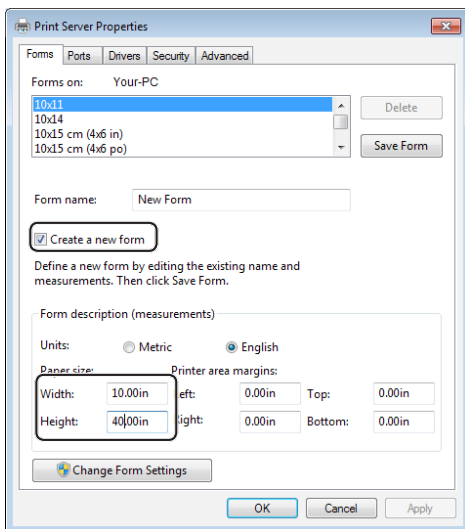 Print Server Properties
Forms Ports Drivers Security Advanced
Forms on: Your-PC
10x11
10x14
10x15 cm (4x6 in)
10x15 cm (4x6 po)
Delete
Save Form
Form name: New Form
Create a new form
Define a new form by editing the existing name and
measurements. Then click Save Form.
Form description (measurements)
Units: Metric English
Paper size: Printer area margins:
Width: 10.00in Left: 0.00in Top: 0.00in
Height: 40.00in Right: 0.00in Bottom: 0.00in
Change Form Settings
OK Cancel Apply